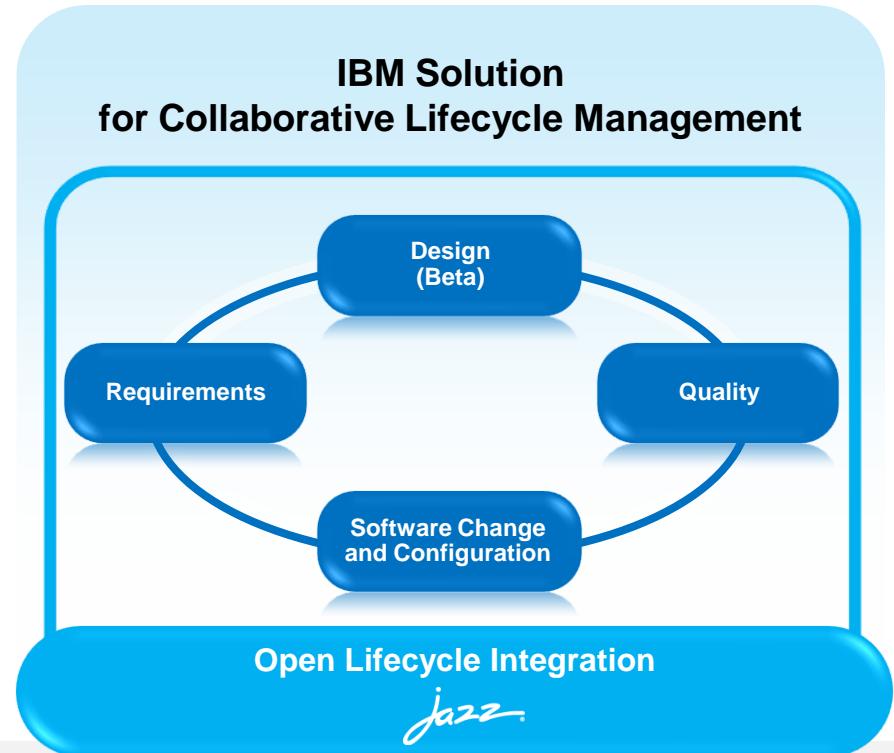 IBM Solution
for Collaborative Lifecycle Management
Design
(Beta)
Requirements
Quality
Software Change
and Configuration
Open Lifecycle Integration
jazz